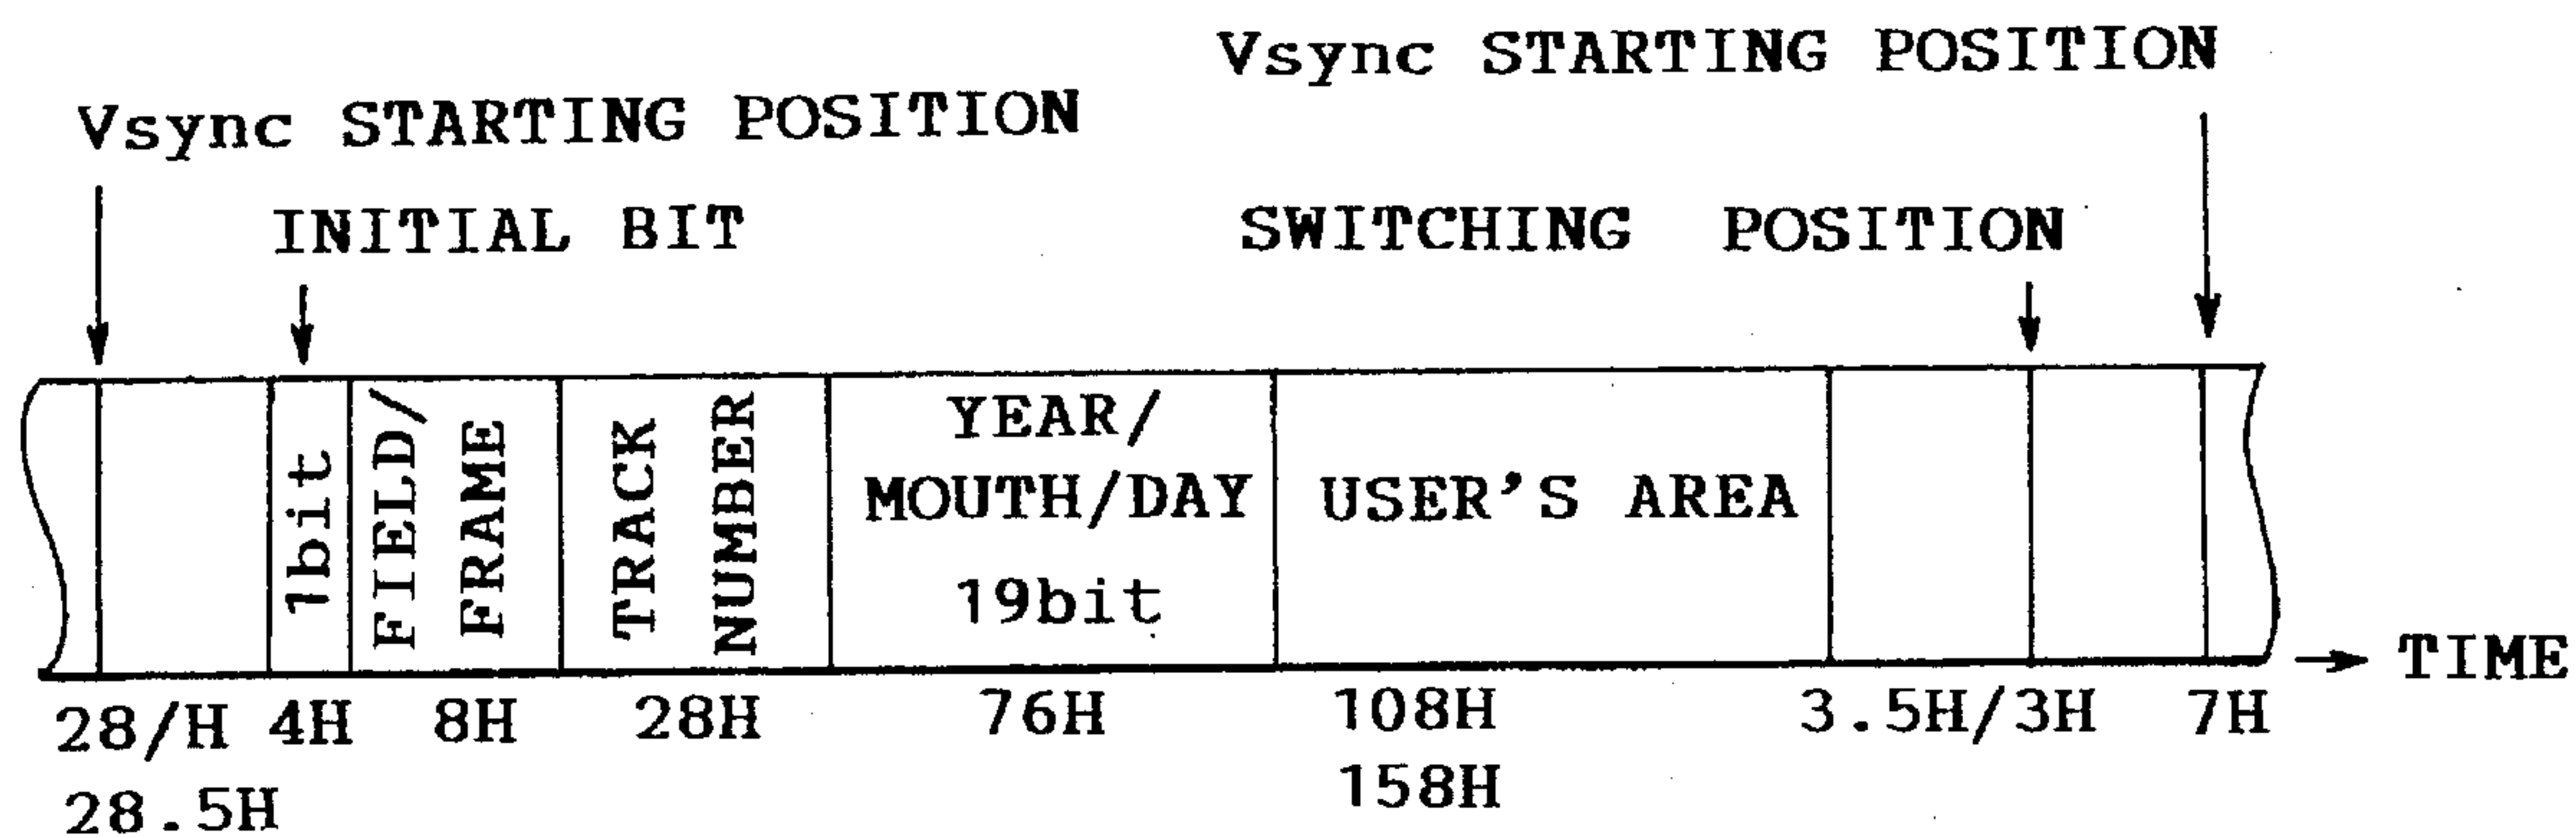 Vsync STARTING POSITION
Vsync STARTING POSITION
INITIAL BIT
SWITCHING POSITION
1bit
FIELD/
FRAME
TRACK
NUMBER
YEAR/
MOUTH/DAY
19bit
USER'S AREA
TIME
28/H
28.5H
4H
8H
28H
76H
108H
158H
3.5H/3H
7H